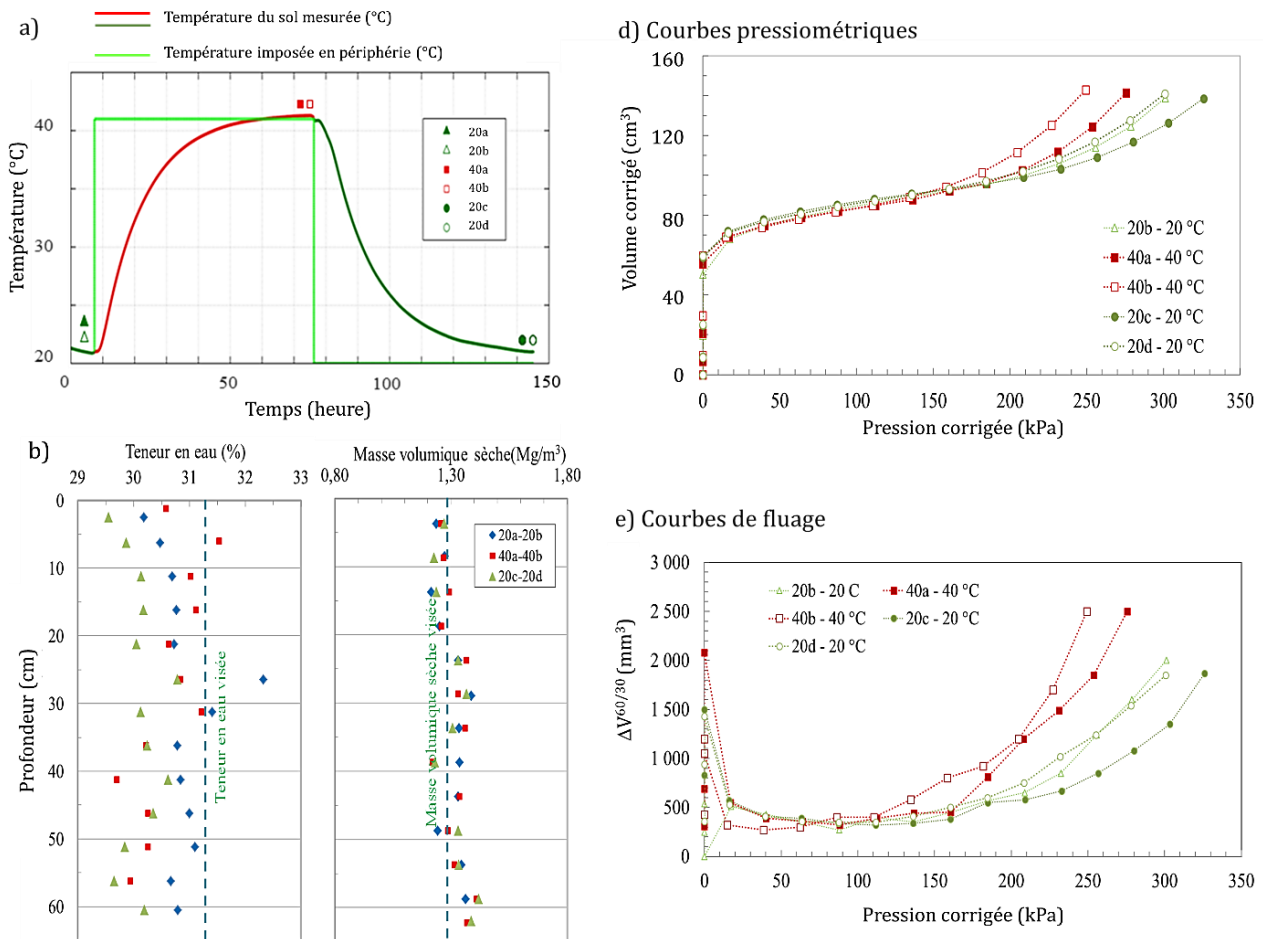 a)
Température du sol mesurée (°C)
Température imposée en périphérie (°C)
Température (°C)
40
30
20
0
50
100
150
Temps (heure)
20a
20b
40a
40b
20c
20d
b)
Teneur en eau (%)
29 30 31 32 33
Profondeur (cm)
0
10
20
30
40
50
60
Teneur en eau visée
Masse volumique sèche(Mg/m³)
0,80 1,30 1,80
Masse volumique sèche visée
20a-20b
40a-40b
20c-20d
d) Courbes pressiométriques
Volume corrigé (cm³)
160
120
80
40
0
0 50 100 150 200 250 300 350
Pression corrigée (kPa)
20b - 20 °C
40a - 40 °C
40b - 40 °C
20c - 20 °C
20d - 20 °C
e) Courbes de fluage
ΔV⁶⁰/³⁰ (mm³)
3 000
2 500
2 000
1 500
1 000
500
0
0 50 100 150 200 250 300 350
Pression corrigée (kPa)
20b - 20 C
40a - 40 °C
40b - 40 °C
20c - 20 °C
20d - 20 °C